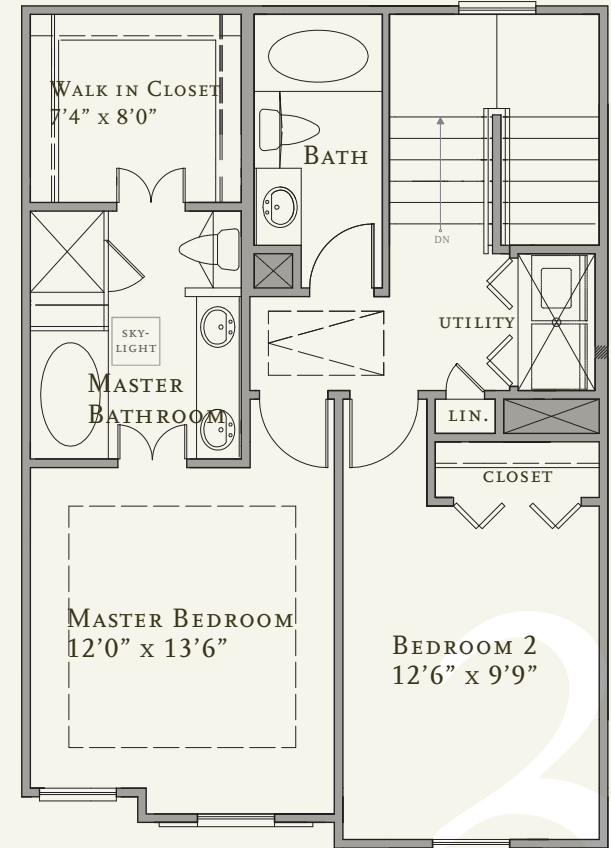 Walk in Closet
7'4" x 8'0"
Bath
DN
UTILITY
SKY-
LIGHT
Master
Bathroom
LIN.
CLOSET
Master Bedroom
12'0" x 13'6"
Bedroom 2
12'6" x 9'9"
2